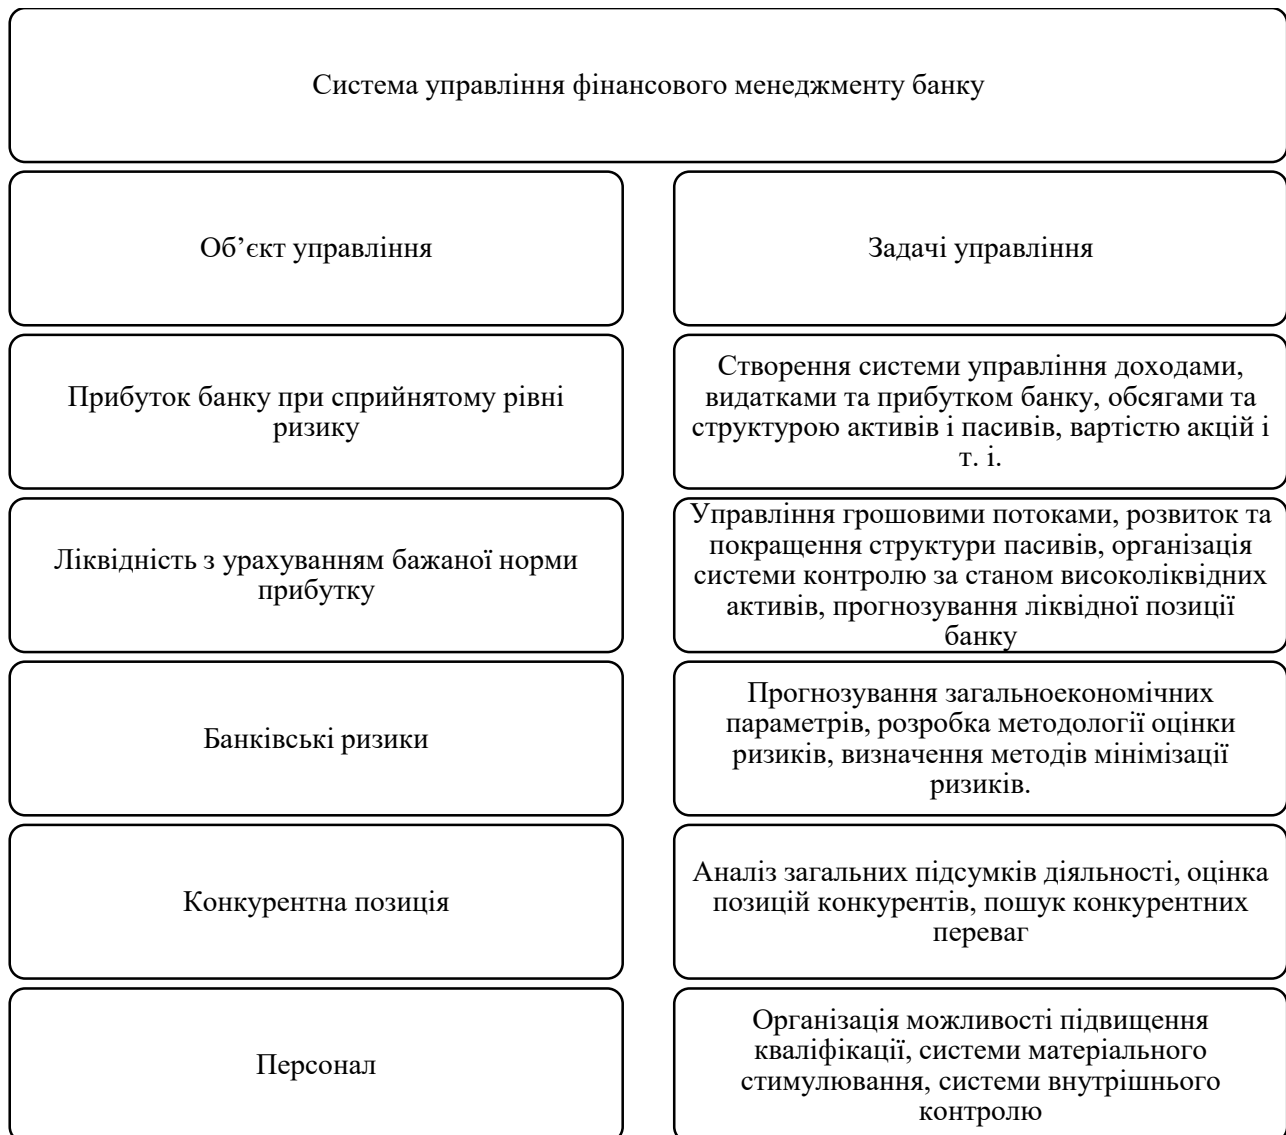 Система управління фінансового менеджменту банку
Об’єкт управління
Задачі управління
Прибуток банку при сприйнятому рівні
ризику
Створення системи управління доходами,
видатками та прибутком банку, обсягами та
структурою активів і пасивів, вартістю акцій і
т. і.
Ліквідність з урахуванням бажаної норми
прибутку
Управління грошовими потоками, розвиток та
покращення структури пасивів, організація
системи контролю за станом високоліквідних
активів, прогнозування ліквідної позиції
банку
Банківські ризики
Прогнозування загальноекономічних
параметрів, розробка методології оцінки
ризиків, визначення методів мінімізації
ризиків.
Конкурентна позиція
Аналіз загальних підсумків діяльності, оцінка
позицій конкурентів, пошук конкурентних
переваг
Персонал
Організація можливості підвищення
кваліфікації, системи матеріального
стимулювання, системи внутрішнього
контролю